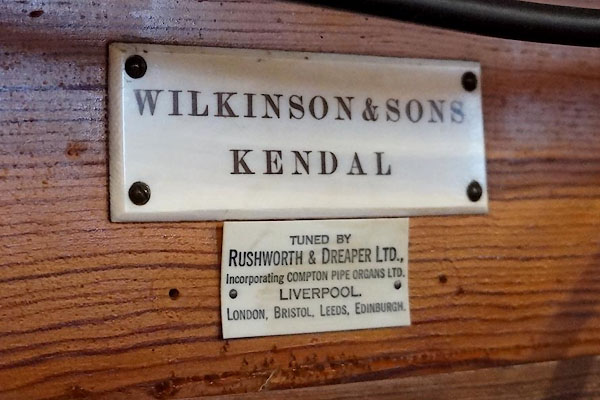 WILKINSON & SONS
KENDAL
TUNED BY
RUSHWORTH & DREAPER LTD.,
Incorporating COMPTON PIPE ORGANS LTD.
LIVERPOOL.
LONDON, BRISTOL, LEEDS, EDINBURGH.